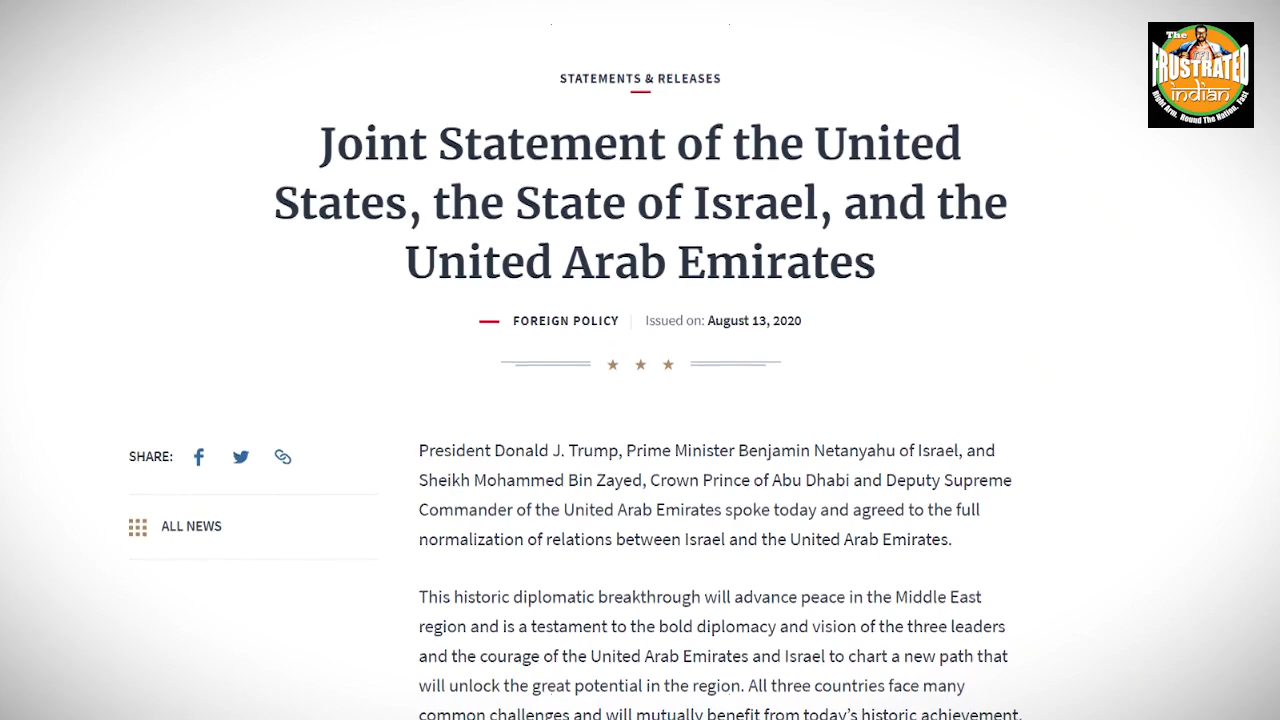 STATEMENTS & RELEASES
Joint Statement of the United
States, the State of Israel, and the
United Arab Emirates
FOREIGN POLICY
Issued on: August 13, 2020
SHARE:
ALL NEWS
President Donald J. Trump, Prime Minister Benjamin Netanyahu of Israel, and
Sheikh Mohammed Bin Zayed, Crown Prince of Abu Dhabi and Deputy Supreme
Commander of the United Arab Emirates spoke today and agreed to the full
normalization of relations between Israel and the United Arab Emirates.
This historic diplomatic breakthrough will advance peace in the Middle East
region and is a testament to the bold diplomacy and vision of the three leaders
and the courage of the United Arab Emirates and Israel to chart a new path that
will unlock the great potential in the region. All three countries face many
common challenges and will mutually benefit from today's historic achievement.
The
FRUSTRATED
indian
Right Arm, Round The Nation, Fast